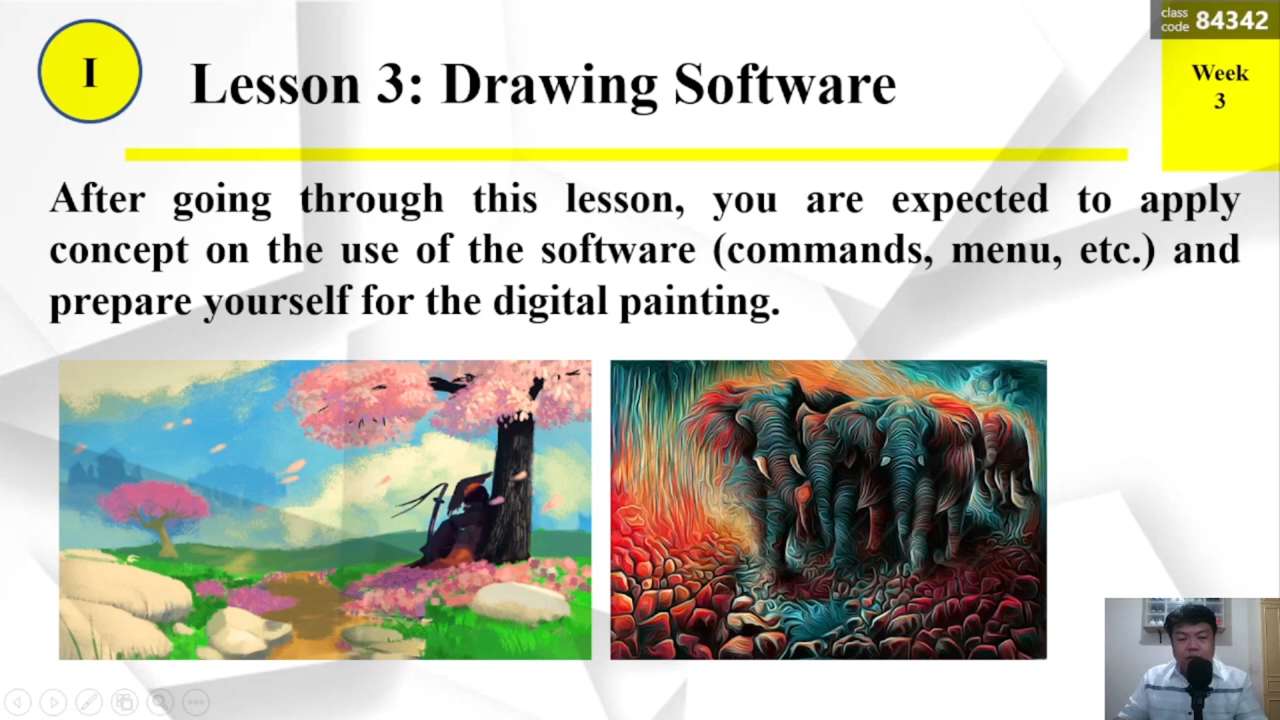 class
code 84342
I
Lesson 3: Drawing Software
Week
3
After going through this lesson, you are expected to apply
concept on the use of the software (commands, menu, etc.) and
prepare yourself for the digital painting.